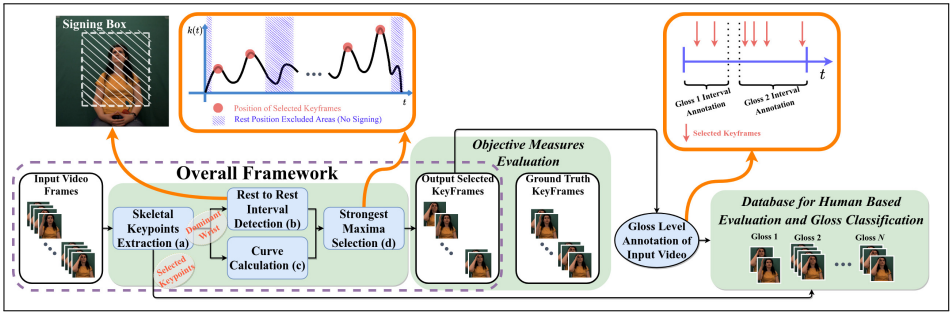 Signing Box
k(t)
t
Position of Selected Keyframes
Rest Position Excluded Areas (No Signing)
t
Gloss 1 Interval
Annotation
Gloss 2 Interval
Annotation
Selected Keyframes
Overall Framework
Objective Measures
Evaluation
Input Video
Frames
Skeletal
Keypoints
Extraction (a)
Dominant
Wrist
Selected
Keypoints
Rest to Rest
Interval
Detection (b)
Curve
Calculation (c)
Strongest
Maxima
Selection (d)
Output Selected
KeyFrames
Ground Truth
KeyFrames
Gloss Level
Annotation of
Input Video
Database for Human Based
Evaluation and Gloss Classification
Gloss 1
Gloss 2
Gloss N